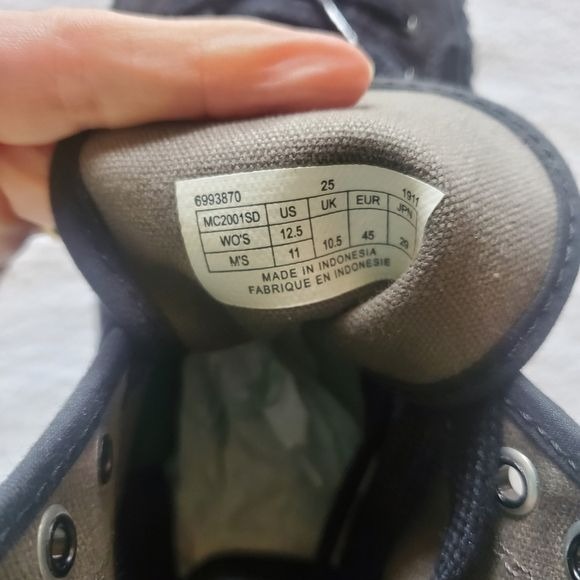 6993870 25 1911
MC2001SD US UK EUR JPN
WO'S 12.5 10.5 45 29
M'S 11
MADE IN INDONESIA
FABRIQUE EN INDONESIE